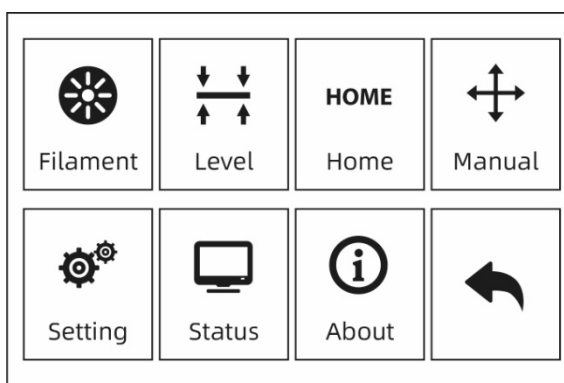 HOME
Filament
Level
Home
Manual
Setting
Status
About